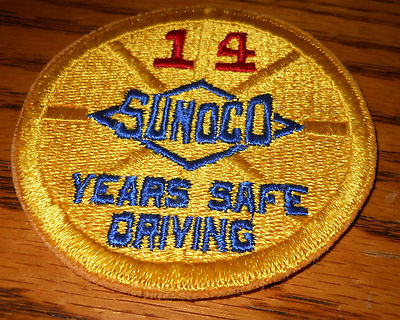 14
SUNOCO
YEARS SAFE
DRIVING